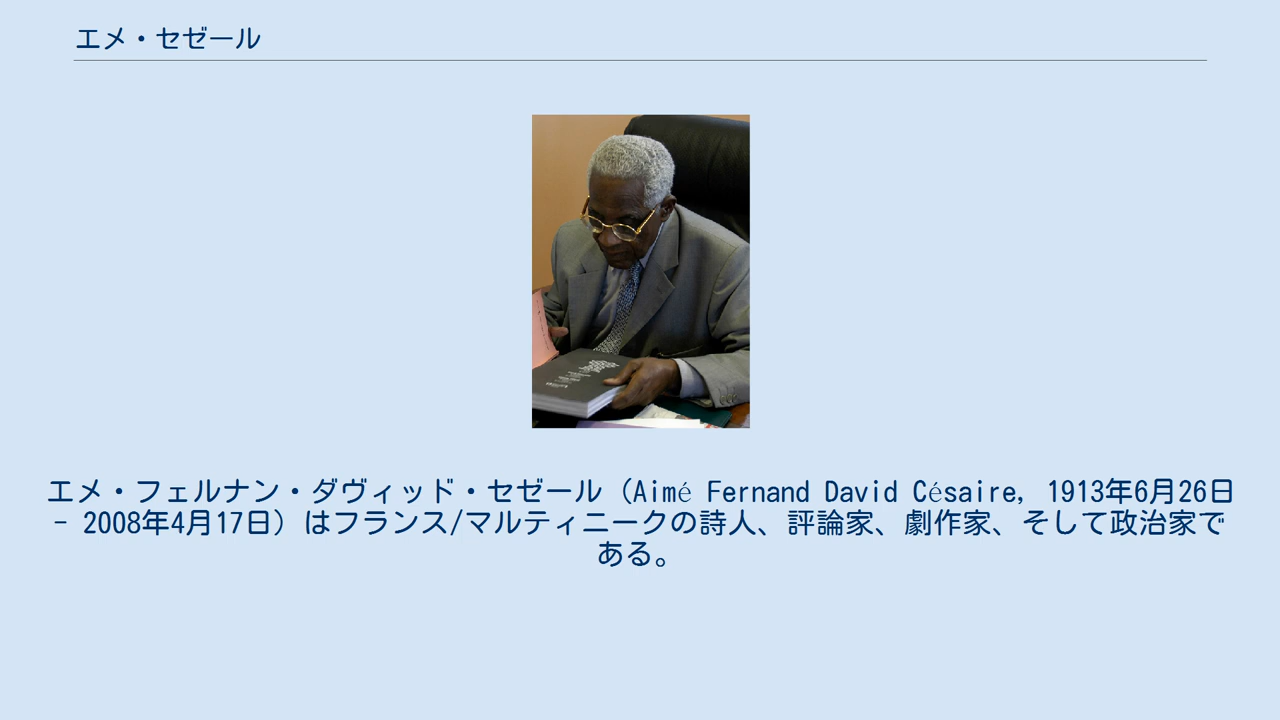 エメ・セゼール
エメ・フェルナン・ダヴィッド・セゼール（Aimé Fernand David Césaire, 1913年6月26日
- 2008年4月17日）はフランス/マルティニークの詩人、評論家、劇作家、そして政治家で
ある。